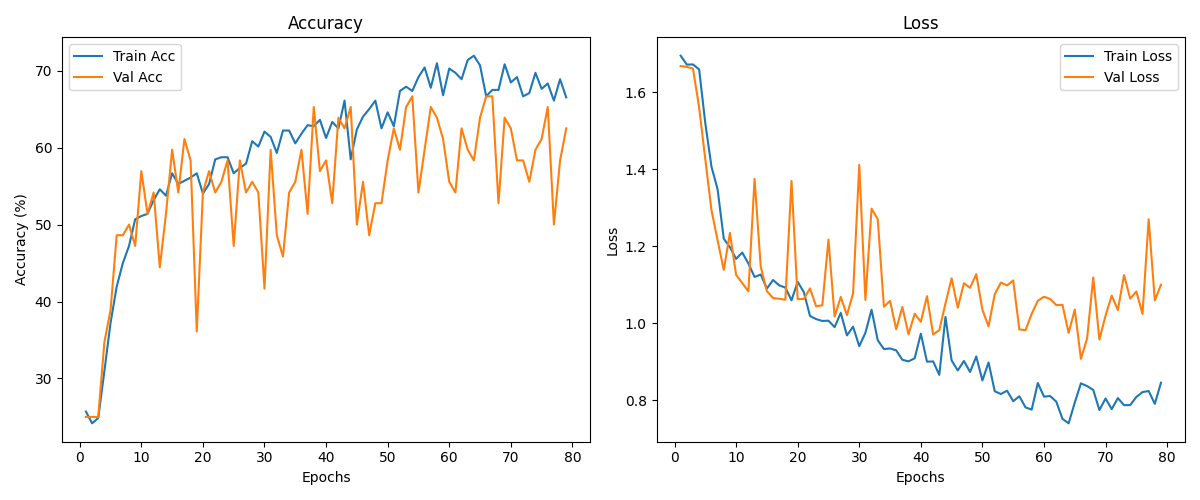 Accuracy
Train Acc
Val Acc
Accuracy (%)
70
60
50
40
30
0 10 20 30 40 50 60 70 80
Epochs
Loss
Train Loss
Val Loss
Loss
1.6
1.4
1.2
1.0
0.8
0 10 20 30 40 50 60 70 80
Epochs